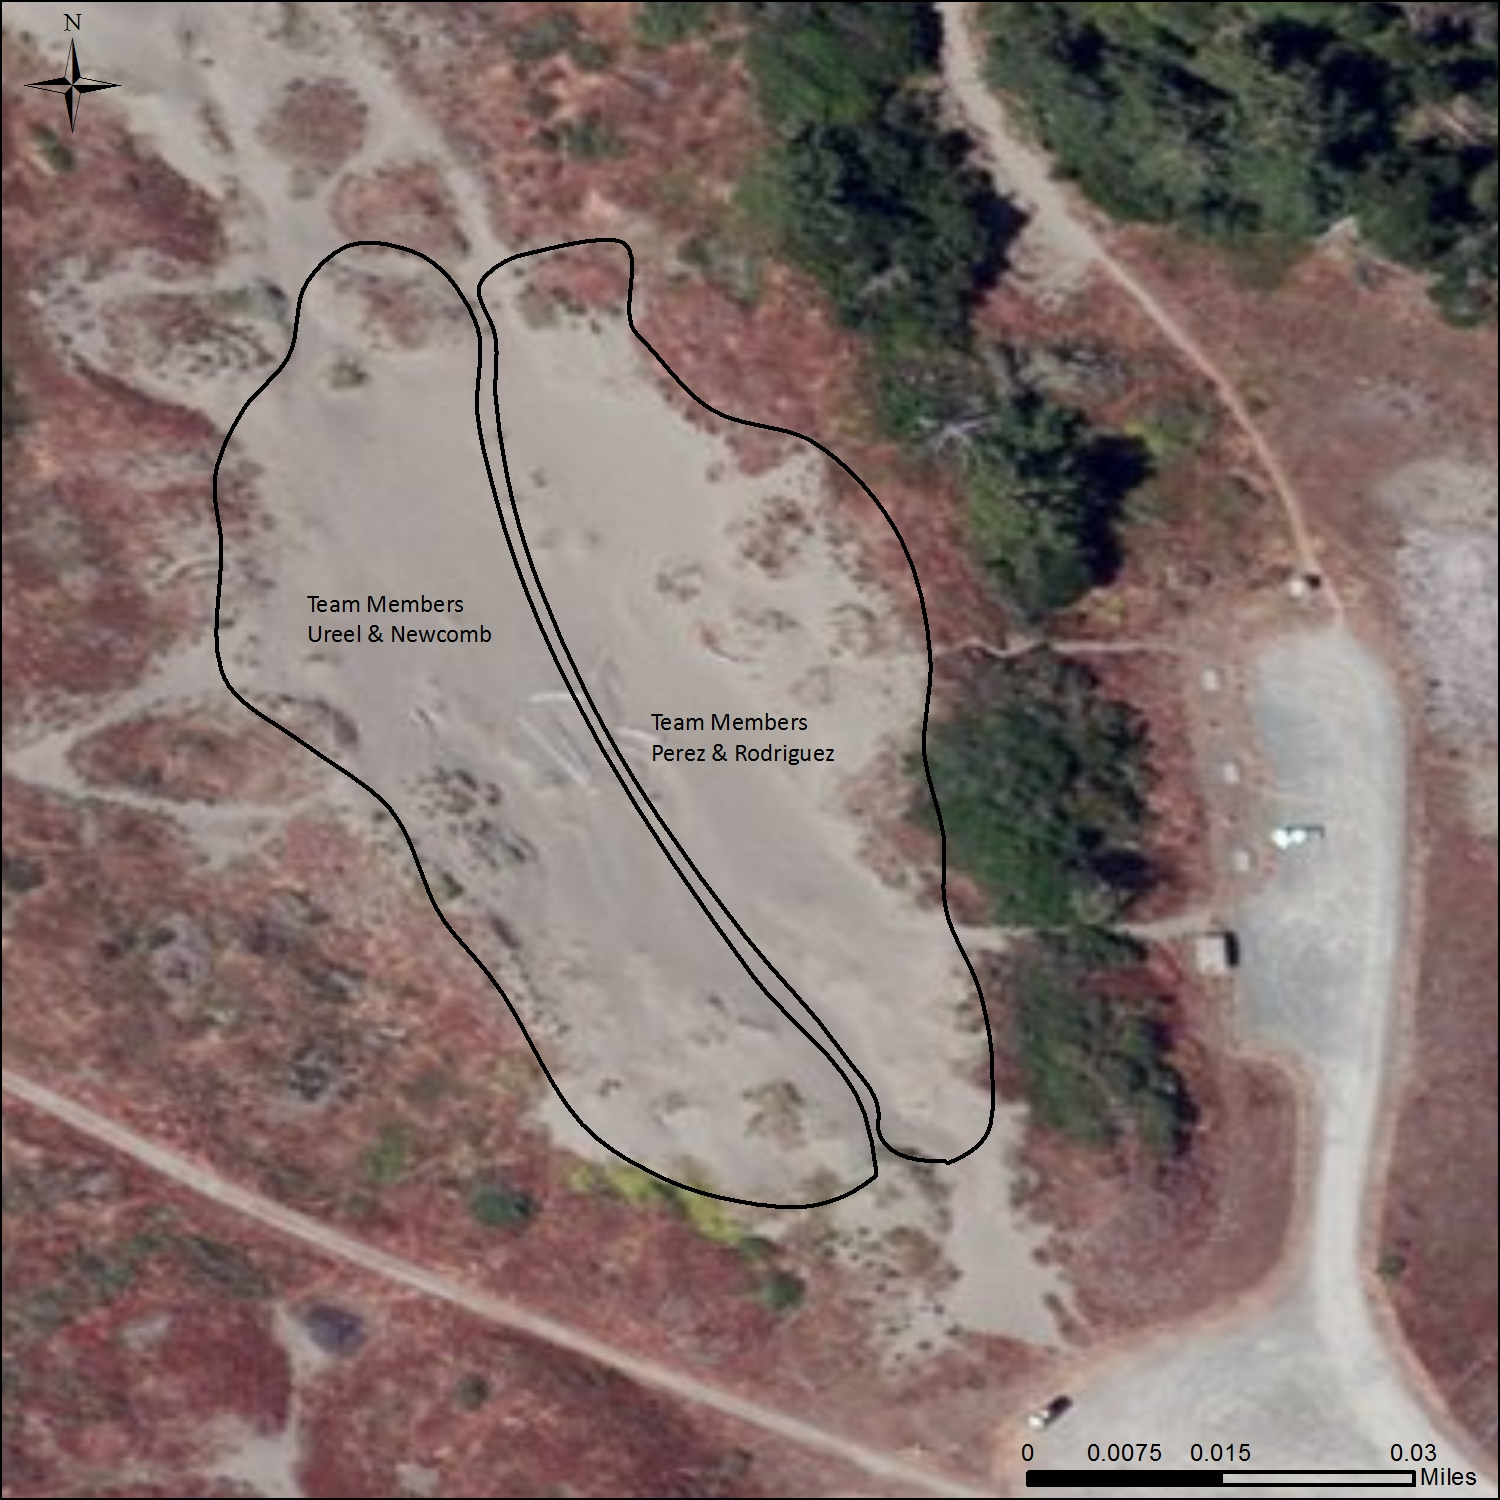 N
Team Members
Ureel & Newcomb
Team Members
Perez & Rodriguez
0 0.0075 0.015 0.03
Miles